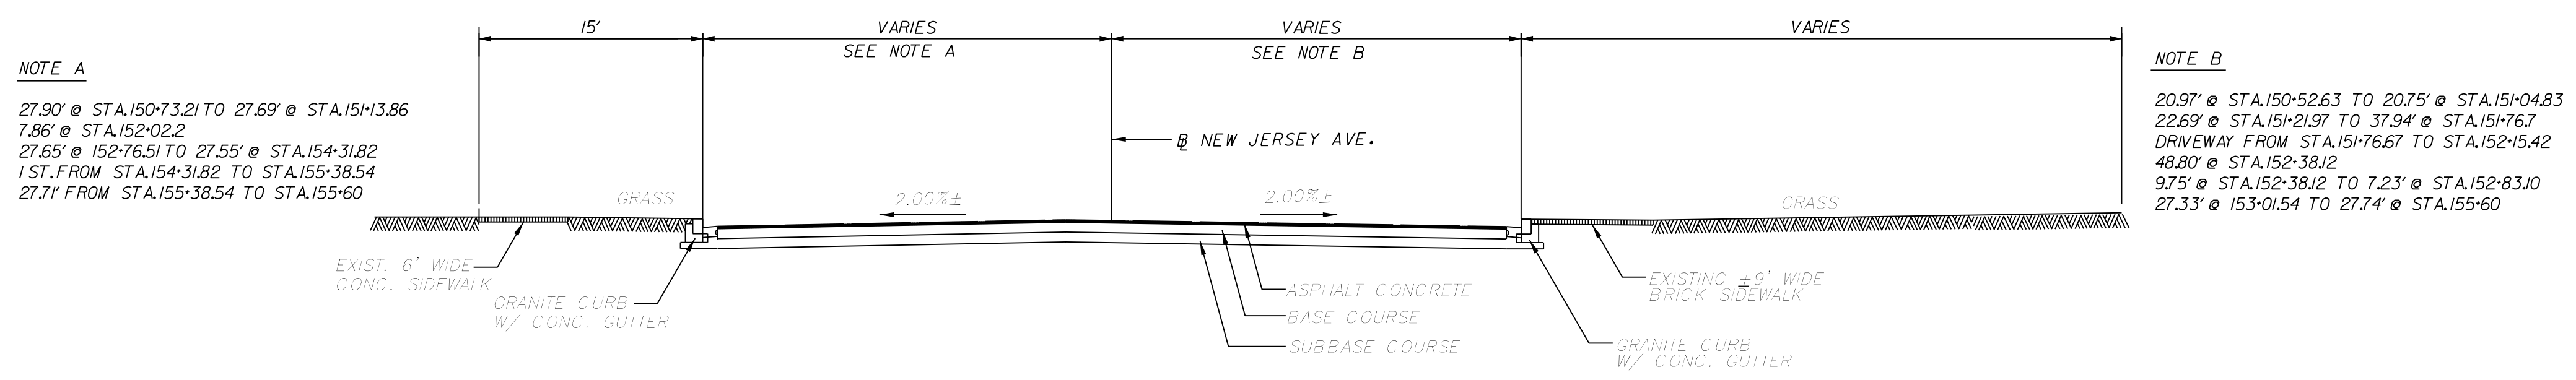 15'
VARIES
SEE NOTE A
VARIES
SEE NOTE B
VARIES
NOTE A
27.90' @ STA.150+73.21 TO 27.69' @ STA.151+13.86
7.86' @ STA.152+02.2
27.65' @ 152+76.51 TO 27.55' @ STA.154+31.82
1 ST. FROM STA.154+31.82 TO STA.155+38.54
27.71' FROM STA.155+38.54 TO STA.155+60
NOTE B
20.97' @ STA.150+52.63 TO 20.75' @ STA.151+04.83
22.69' @ STA.151+21.97 TO 37.94' @ STA.151+76.7
DRIVEWAY FROM STA.151+76.67 TO STA.152+15.42
48.80' @ STA.152+38.12
9.75' @ STA.152+38.12 TO 7.23' @ STA.152+83.10
27.33' @ 153+01.54 TO 27.74' @ STA.155+60
BL NEW JERSEY AVE.
GRASS
2.00%±
2.00%±
GRASS
EXIST. 6' WIDE
CONC. SIDEWALK
GRANITE CURB
W/ CONC. GUTTER
ASPHALT CONCRETE
BASE COURSE
SUBBASE COURSE
EXISTING ±9' WIDE
BRICK SIDEWALK
GRANITE CURB
W/ CONC. GUTTER